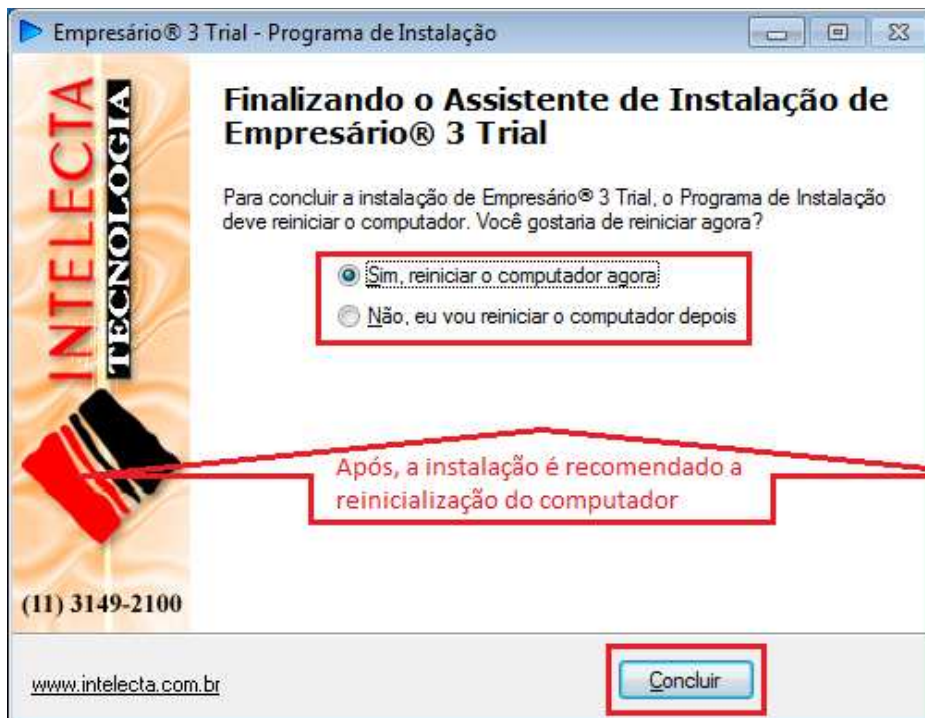 Empresário® 3 Trial - Programa de Instalação
INTELECTA
TECNOLOGIA
Finalizando o Assistente de Instalação de
Empresário® 3 Trial
Para concluir a instalação de Empresário® 3 Trial, o Programa de Instalação
deve reiniciar o computador. Você gostaria de reiniciar agora?
Sim, reiniciar o computador agora
Não, eu vou reiniciar o computador depois
Após, a instalação é recomendado a
reinicialização do computador
(11) 3149-2100
www.intelecta.com.br
Concluir